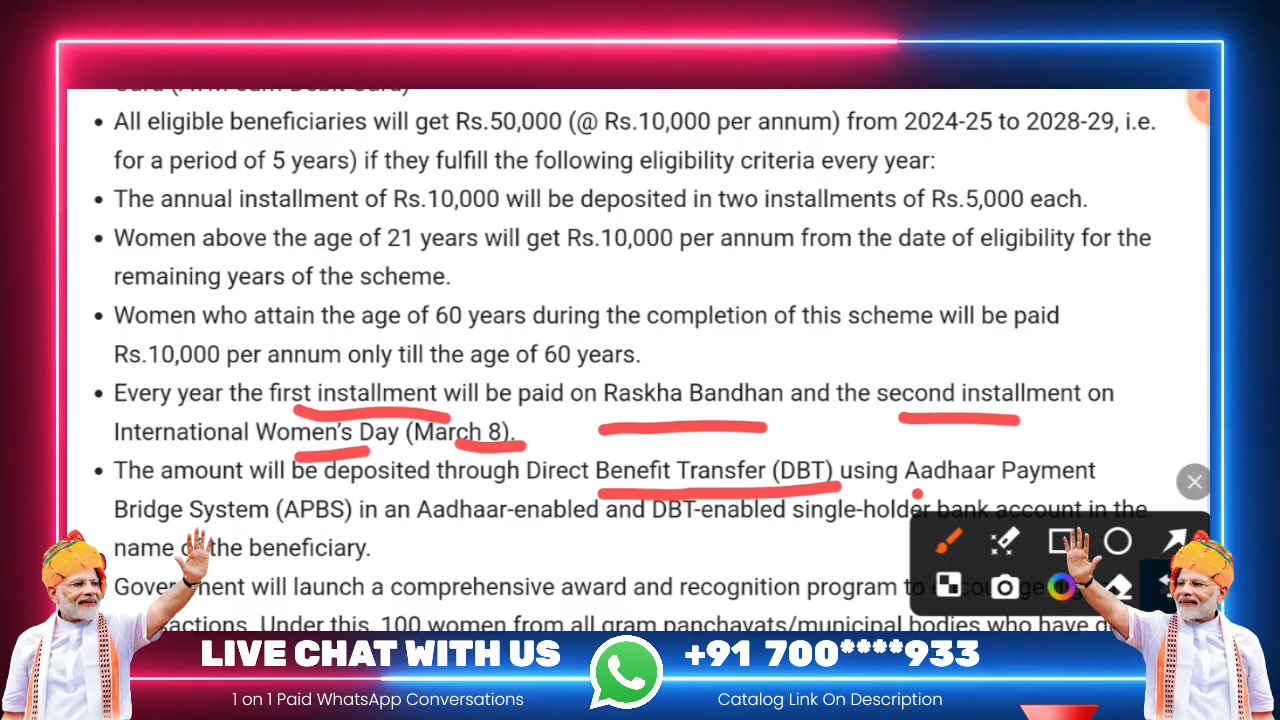 All eligible beneficiaries will get Rs.50,000 (@ Rs.10,000 per annum) from 2024-25 to 2028-29, i.e.
for a period of 5 years) if they fulfill the following eligibility criteria every year:
The annual installment of Rs.10,000 will be deposited in two installments of Rs.5,000 each.
Women above the age of 21 years will get Rs.10,000 per annum from the date of eligibility for the
remaining years of the scheme.
Women who attain the age of 60 years during the completion of this scheme will be paid
Rs.10,000 per annum only till the age of 60 years.
Every year the first installment will be paid on Raskha Bandhan and the second installment on
International Women's Day (March 8).
The amount will be deposited through Direct Benefit Transfer (DBT) using Aadhaar Payment
Bridge System (APBS) in an Aadhaar-enabled and DBT-enabled single-holder bank account in the
name of the beneficiary.
Government will launch a comprehensive award and recognition program to
Under this, 100 women from all gram panchayats/municipal bodies who have
LIVE CHAT WITH US
+91 700****933
1 on 1 Paid WhatsApp Conversations
Catalog Link On Description